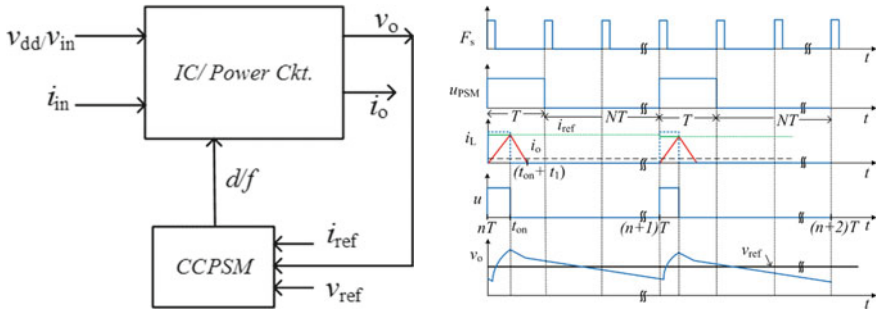 v_dd/v_in
i_in
IC/ Power Ckt.
v_o
i_o
d/f
CCPSM
i_ref
v_ref
F_s
t
u_PSM
t
T
NT
T
NT
i_ref
i_L
i_o
(t_on + t_1)
t
u
t
nT
t_on
(n+1)T
(n+2)T
v_o
v_ref
t